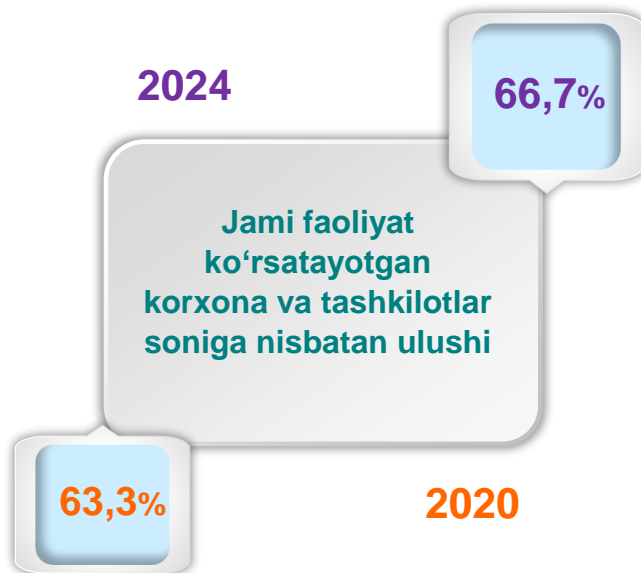 2024
66,7%
Jami faoliyat
ko‘rsatayotgan
korxona va tashkilotlar
soniga nisbatan ulushi
63,3%
2020